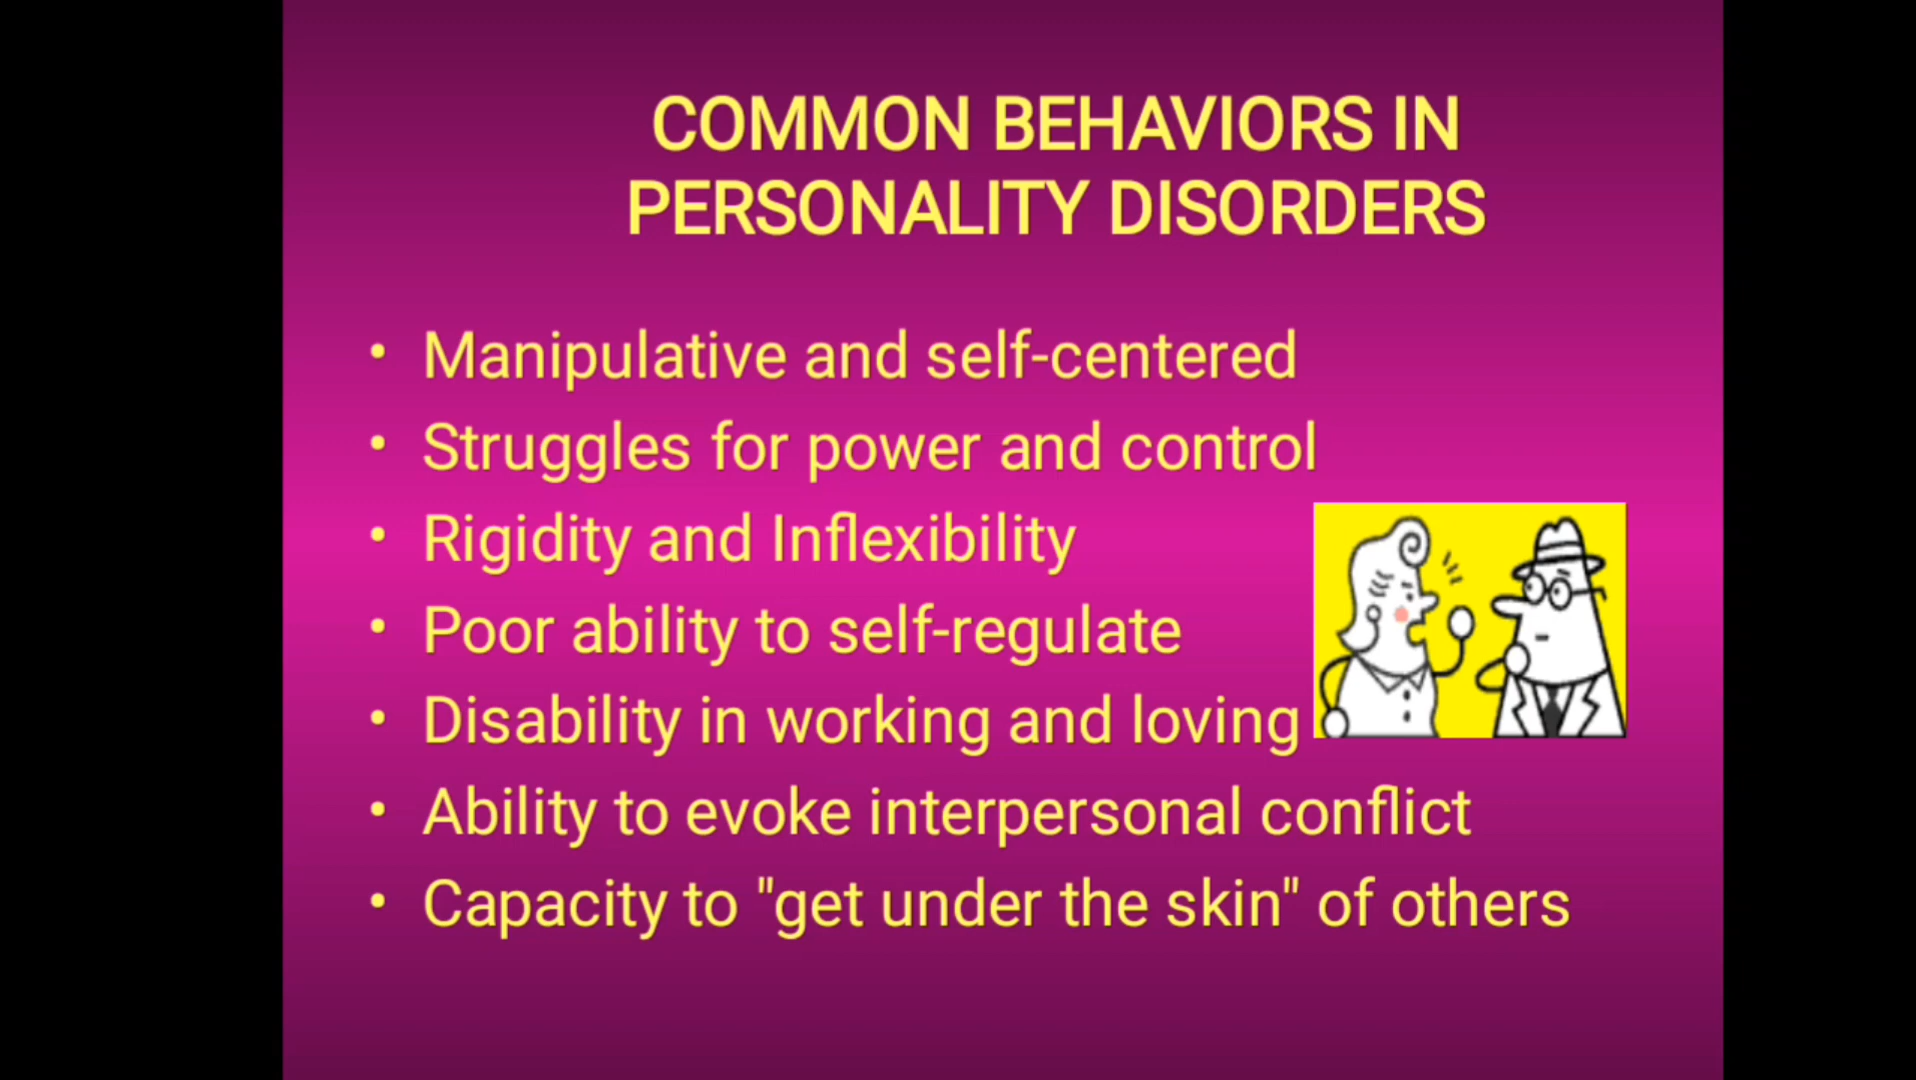 COMMON BEHAVIORS IN
PERSONALITY DISORDERS
• Manipulative and self-centered
• Struggles for power and control
• Rigidity and Inflexibility
• Poor ability to self-regulate
• Disability in working and loving
• Ability to evoke interpersonal conflict
• Capacity to "get under the skin" of others